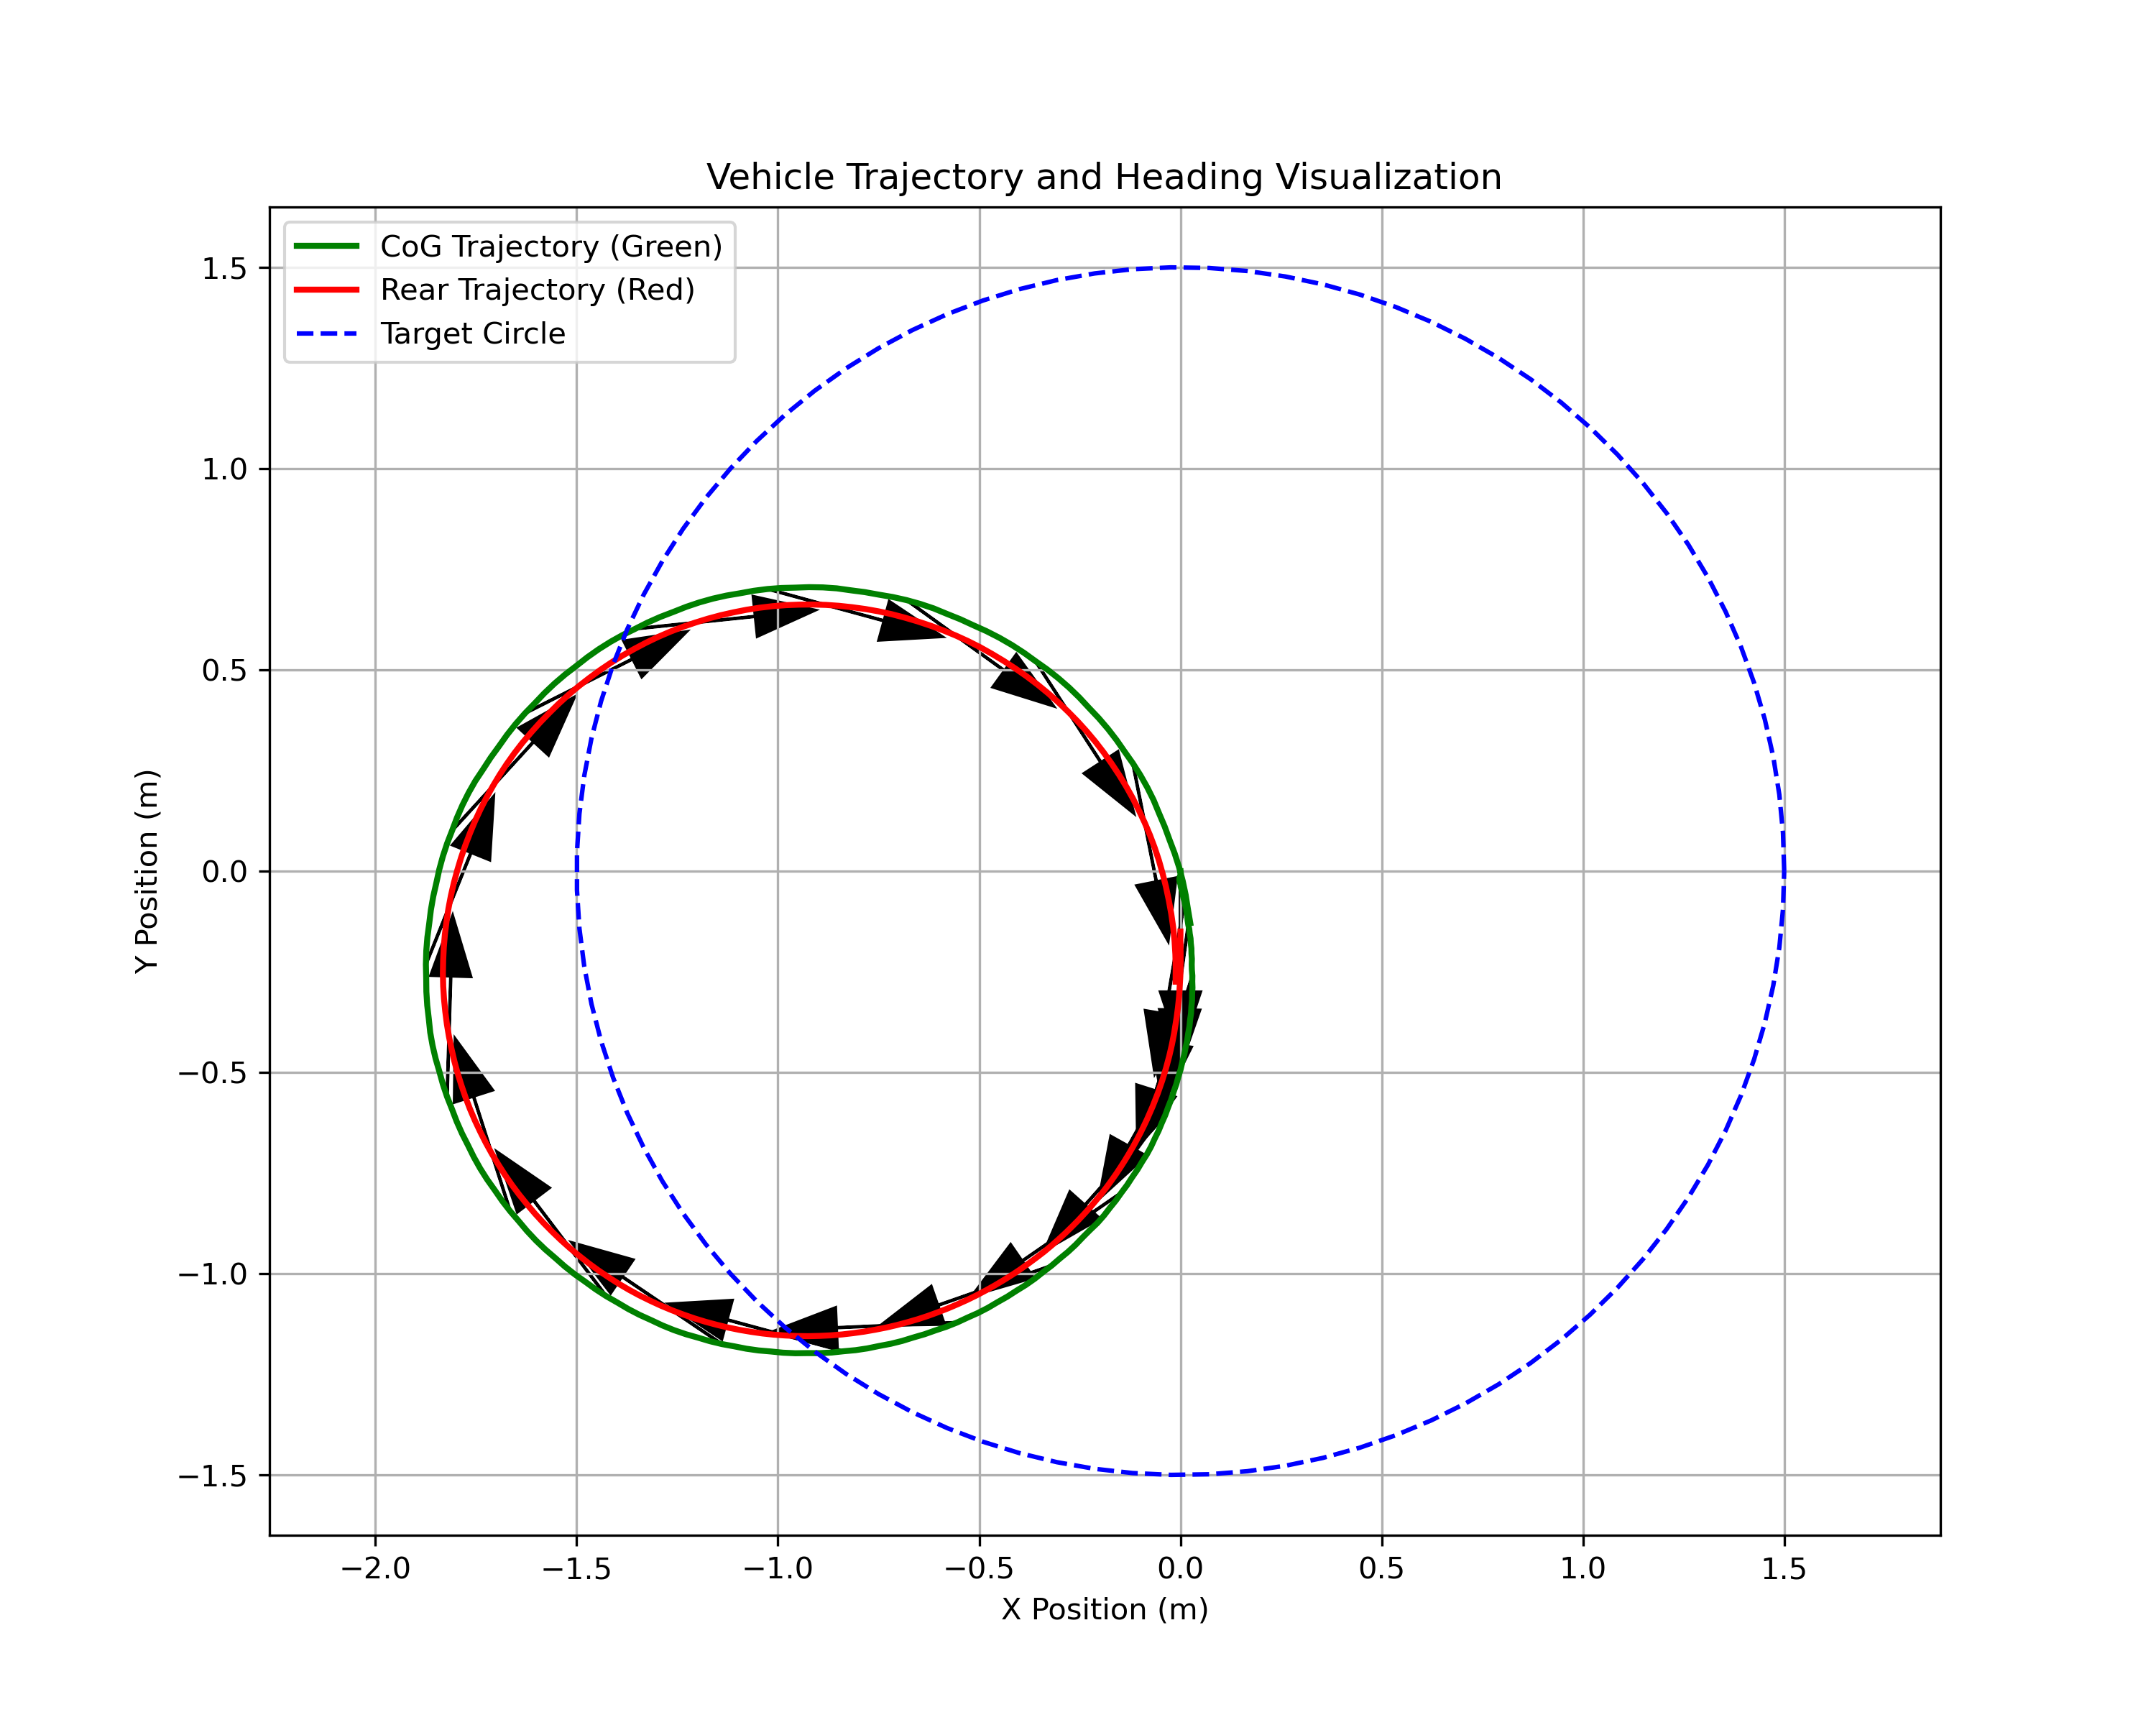 Vehicle Trajectory and Heading Visualization
CoG Trajectory (Green)
Rear Trajectory (Red)
Target Circle
Y Position (m)
1.5
1.0
0.5
0.0
−0.5
−1.0
−1.5
−2.0 −1.5 −1.0 −0.5 0.0 0.5 1.0 1.5
X Position (m)